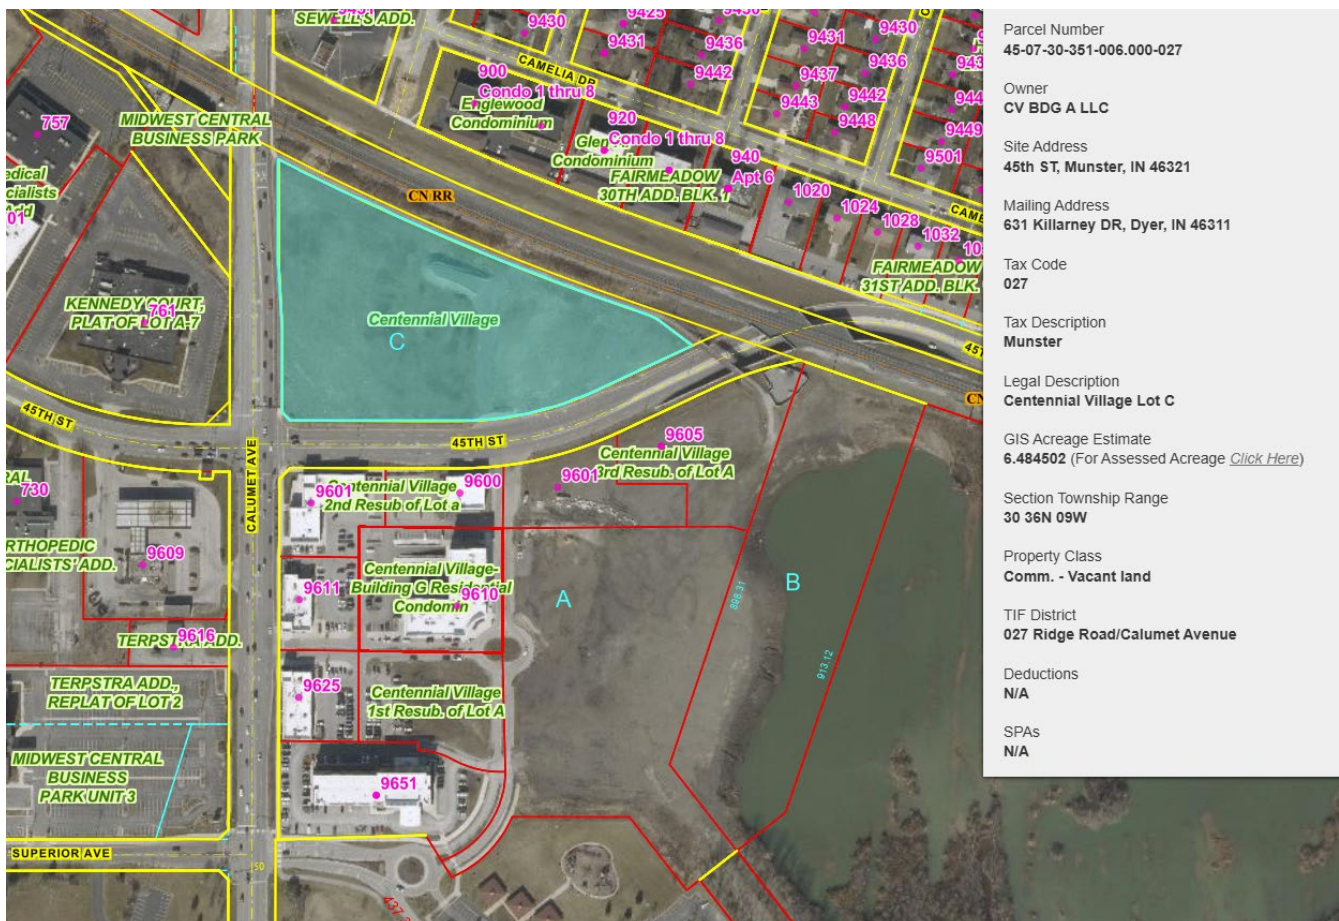 SEWELL'S ADD.
9430
9425
9431
9436
9442
9431
9430
9437
9436
9443
9442
9448
9449
9501
CAMELIA DR
900
Condo 1 thru 8
Englewood
Condominium
920
Condo 1 thru 8
Condominium
940
Apt 6
FAIRMEADOW
30TH ADD. BLK. 1
1020
1024
1028
1032
FAIRMEADOW
31ST ADD. BLK.
757
MIDWEST CENTRAL
BUSINESS PARK
CN RR
KENNEDY COURT,
PLAT OF LOT A-7
761
Centennial Village
C
45TH ST
45TH ST
CALUMET AVE
9605
Centennial Village
3rd Resub. of Lot A
9601
9600
9601
Centennial Village
2nd Resub of Lot a
730
9609
9611
Centennial Village-
Building G Residential
Condomin
9610
A
B
898.31
913.12
9616
TERPSTRA ADD.
9625
Centennial Village
1st Resub. of Lot A
TERPSTRA ADD.,
REPLAT OF LOT 2
MIDWEST CENTRAL
BUSINESS
PARK UNIT 3
9651
SUPERIOR AVE
50
Parcel Number
45-07-30-351-006.000-027
Owner
CV BDG A LLC
Site Address
45th ST, Munster, IN 46321
Mailing Address
631 Killarney DR, Dyer, IN 46311
Tax Code
027
Tax Description
Munster
Legal Description
Centennial Village Lot C
GIS Acreage Estimate
6.484502 (For Assessed Acreage Click Here)
Section Township Range
30 36N 09W
Property Class
Comm. - Vacant land
TIF District
027 Ridge Road/Calumet Avenue
Deductions
N/A
SPAs
N/A